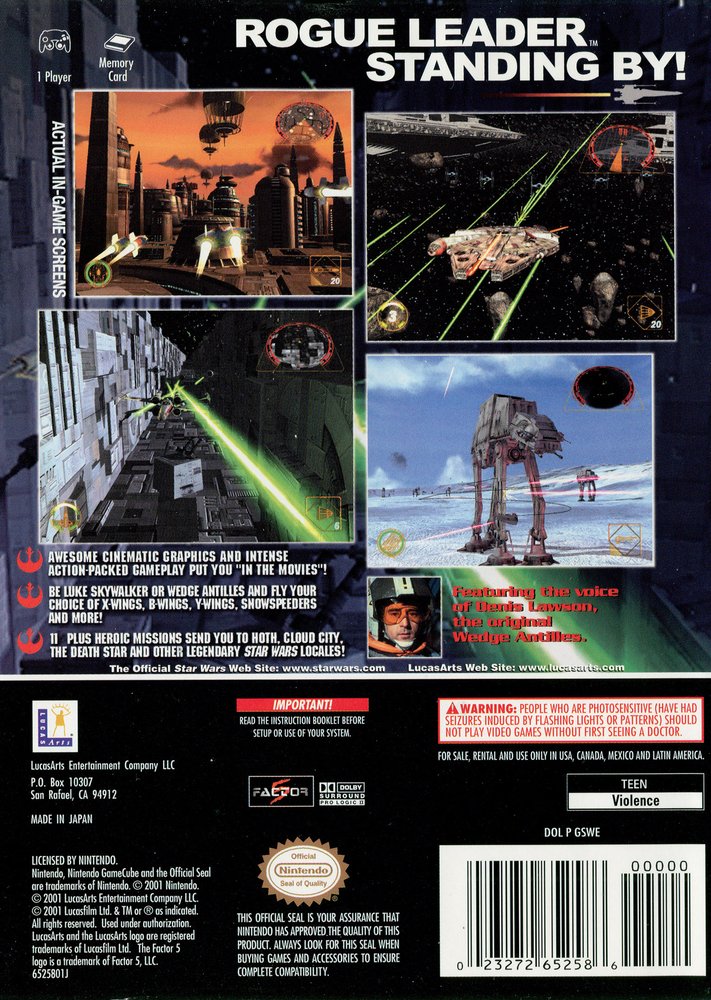 ROGUE LEADER™
STANDING BY!
1 Player
Memory
Card
ACTUAL IN-GAME SCREENS
20
3
20
6
AWESOME CINEMATIC GRAPHICS AND INTENSE
ACTION-PACKED GAMEPLAY PUT YOU "IN THE MOVIES"!
BE LUKE SKYWALKER OR WEDGE ANTILLES AND FLY YOUR
CHOICE OF X-WINGS, B-WINGS, Y-WINGS, SNOWSPEEDERS
AND MORE!
11 PLUS HEROIC MISSIONS SEND YOU TO HOTH, CLOUD CITY,
THE DEATH STAR AND OTHER LEGENDARY STAR WARS LOCALES!
Featuring the voice
of Denis Lawson,
the original
Wedge Antilles.
The Official Star Wars Web Site: www.starwars.com
LucasArts Web Site: www.lucasarts.com
LUCAS Arts
LucasArts Entertainment Company LLC
P.O. Box 10307
San Rafael, CA 94912
MADE IN JAPAN
LICENSED BY NINTENDO.
Nintendo, Nintendo GameCube and the Official Seal
are trademarks of Nintendo. © 2001 Nintendo.
© 2001 LucasArts Entertainment Company LLC.
© 2001 Lucasfilm Ltd. & TM or ® as indicated.
All rights reserved. Used under authorization.
LucasArts and the LucasArts logo are registered
trademarks of Lucasfilm Ltd. The Factor 5
logo is a trademark of Factor 5, LLC.
6525801J
IMPORTANT!
READ THE INSTRUCTION BOOKLET BEFORE
SETUP OR USE OF YOUR SYSTEM.
FACTOR 5
DOLBY
SURROUND
PRO LOGIC II
Official
Nintendo
Seal of Quality
®
THIS OFFICIAL SEAL IS YOUR ASSURANCE THAT
NINTENDO HAS APPROVED THE QUALITY OF THIS
PRODUCT. ALWAYS LOOK FOR THIS SEAL WHEN
BUYING GAMES AND ACCESSORIES TO ENSURE
COMPLETE COMPATIBILITY.
WARNING: PEOPLE WHO ARE PHOTOSENSITIVE (HAVE HAD
SEIZURES INDUCED BY FLASHING LIGHTS OR PATTERNS) SHOULD
NOT PLAY VIDEO GAMES WITHOUT FIRST SEEING A DOCTOR.
FOR SALE, RENTAL AND USE ONLY IN USA, CANADA, MEXICO AND LATIN AMERICA.
TEEN
Violence
DOL P GSWE
00000
0 23272 65258 6